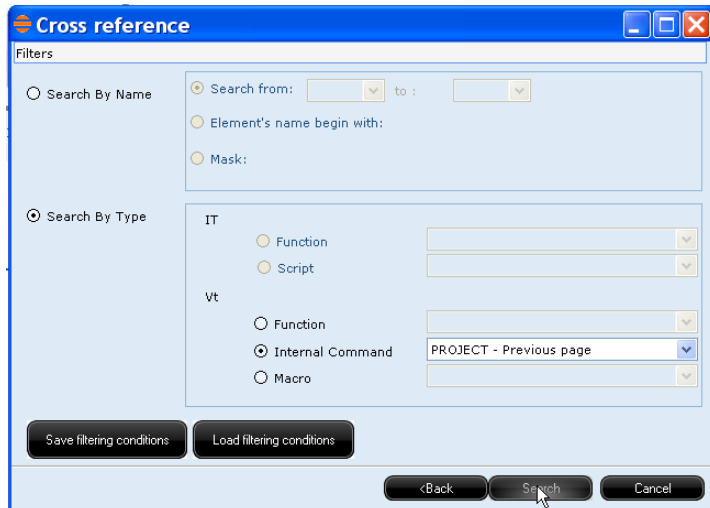 Cross reference
Filters
Search By Name
Search from: to :
Element's name begin with:
Mask:
Search By Type
IT
Function
Script
Vt
Function
Internal Command PROJECT - Previous page
Macro
Save filtering conditions Load filtering conditions
<Back Search Cancel